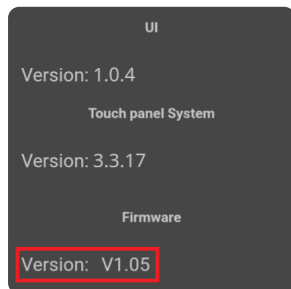 UI
Version: 1.0.4
Touch panel System
Version: 3.3.17
Firmware
Version: V1.05